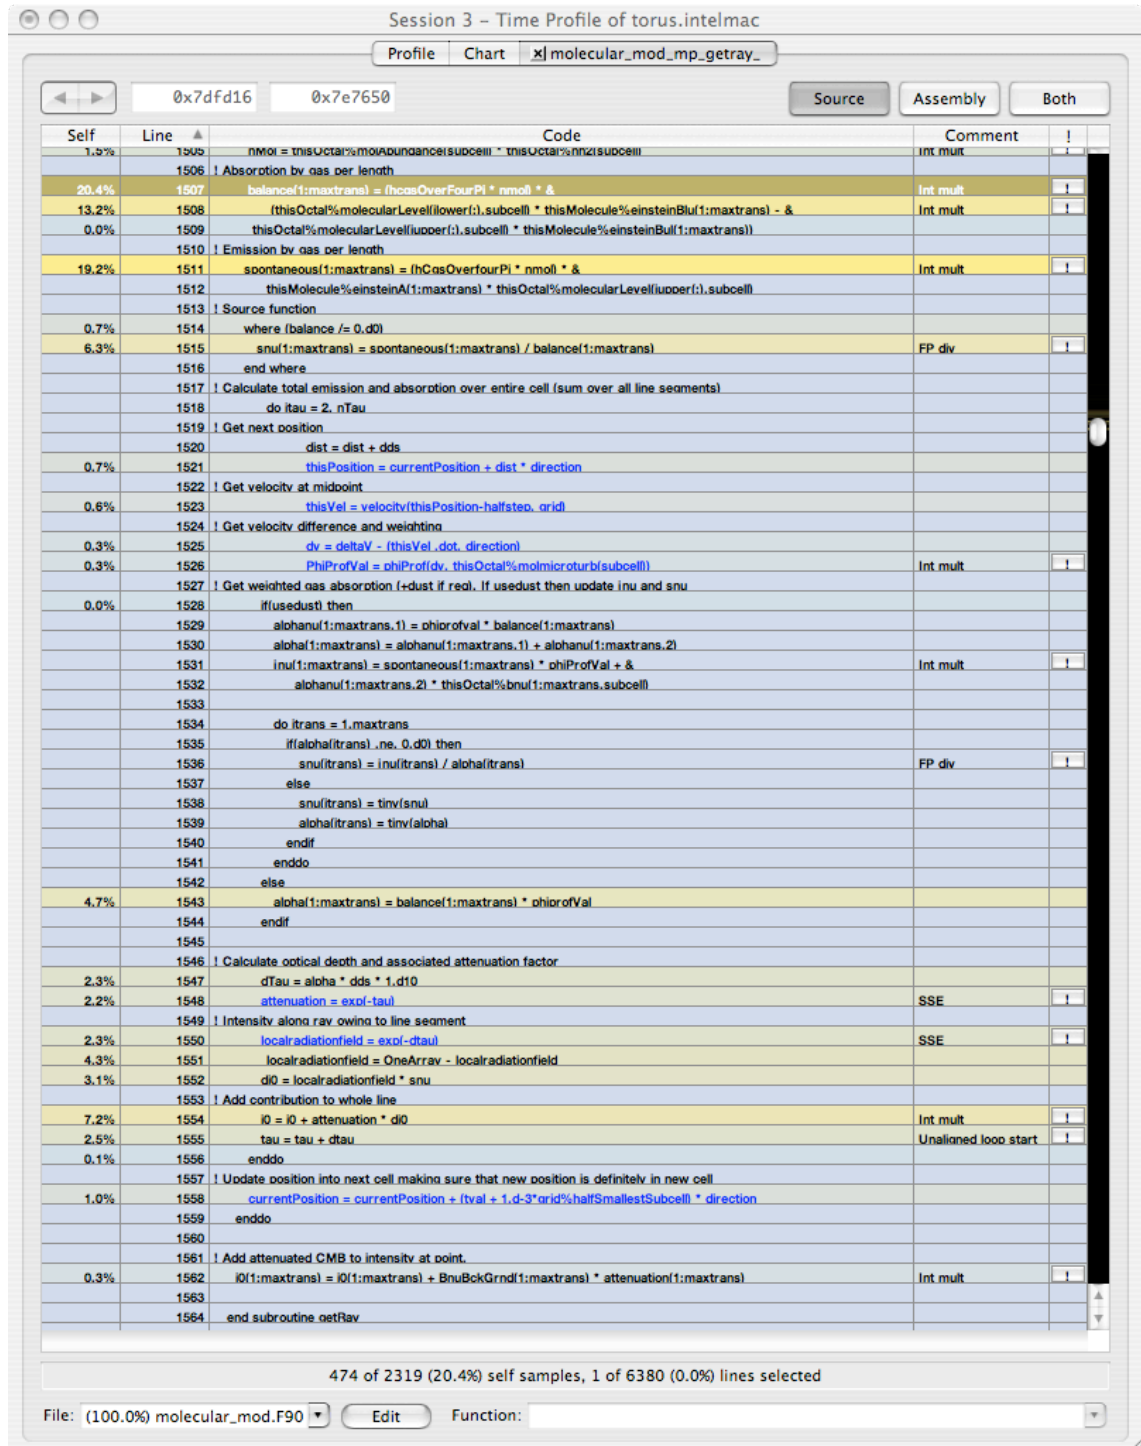 Session 3 – Time Profile of torus.intelmac
Profile Chart molecular_mod_mp_getray_
0x7dfd16 0x7e7650 Source Assembly Both
Self Line Code Comment !
1.5% 1505 nMol = thisOctal%molAbundance(subcell) * thisOctal%nh2(subcell) Int mult !
1506 ! Absorption by gas per length
20.4% 1507 balance(1:maxtrans) = (hcgsOverFourPi * nmol) * & Int mult !
13.2% 1508 (thisOctal%molecularLevel(ilower(:),subcell) * thisMolecule%einsteinBlu(1:maxtrans) - & Int mult !
0.0% 1509 thisOctal%molecularLevel(iupper(:),subcell) * thisMolecule%einsteinBul(1:maxtrans))
1510 ! Emission by gas per length
19.2% 1511 spontaneous(1:maxtrans) = (hCgsOverfourPi * nmol) * & Int mult !
1512 thisMolecule%einsteinA(1:maxtrans) * thisOctal%molecularLevel(iupper(:),subcell)
1513 ! Source function
0.7% 1514 where (balance /= 0.d0)
6.3% 1515 snu(1:maxtrans) = spontaneous(1:maxtrans) / balance(1:maxtrans) FP div !
1516 end where
1517 ! Calculate total emission and absorption over entire cell (sum over all line segments)
1518 do itau = 2, nTau
1519 ! Get next position
1520 dist = dist + dds
0.7% 1521 thisPosition = currentPosition + dist * direction
1522 ! Get velocity at midpoint
0.6% 1523 thisVel = velocity(thisPosition-halfstep, grid)
1524 ! Get velocity difference and weighting
0.3% 1525 dv = deltaV - (thisVel .dot. direction)
0.3% 1526 PhiProfVal = phiProf(dv, thisOctal%molmicroturb(subcell)) Int mult !
1527 ! Get weighted gas absorption (+dust if req). If usedust then update jnu and snu
0.0% 1528 if(usedust) then
1529 alphanu(1:maxtrans,1) = phiprofval * balance(1:maxtrans)
1530 alpha(1:maxtrans) = alphanu(1:maxtrans,1) + alphanu(1:maxtrans,2)
1531 jnu(1:maxtrans) = spontaneous(1:maxtrans) * phiProfVal + & Int mult !
1532 alphanu(1:maxtrans,2) * thisOctal%bnu(1:maxtrans,subcell)
1533
1534 do itrans = 1,maxtrans
1535 if(alpha(itrans) .ne. 0.d0) then
1536 snu(itrans) = jnu(itrans) / alpha(itrans) FP div !
1537 else
1538 snu(itrans) = tiny(snu)
1539 alpha(itrans) = tiny(alpha)
1540 endif
1541 enddo
1542 else
4.7% 1543 alpha(1:maxtrans) = balance(1:maxtrans) * phiprofVal
1544 endif
1545
1546 ! Calculate optical depth and associated attenuation factor
2.3% 1547 dTau = alpha * dds * 1.d10
2.2% 1548 attenuation = exp(-tau) SSE !
1549 ! Intensity along ray owing to line segment
2.3% 1550 localradiationfield = exp(-dtau) SSE !
4.3% 1551 localradiationfield = OneArray - localradiationfield
3.1% 1552 di0 = localradiationfield * snu
1553 ! Add contribution to whole line
7.2% 1554 i0 = i0 + attenuation * di0 Int mult !
2.5% 1555 tau = tau + dtau Unaligned loop start !
0.1% 1556 enddo
1557 ! Update position into next cell making sure that new position is definitely in new cell
1.0% 1558 currentPosition = currentPosition + (tval + 1.d-3*grid%halfSmallestSubcell) * direction
1559 enddo
1560
1561 ! Add attenuated CMB to intensity at point.
0.3% 1562 i0(1:maxtrans) = i0(1:maxtrans) + BnuBckGrnd(1:maxtrans) * attenuation(1:maxtrans) Int mult !
1563
1564 end subroutine getRay
474 of 2319 (20.4%) self samples, 1 of 6380 (0.0%) lines selected
File: (100.0%) molecular_mod.F90 Edit Function: